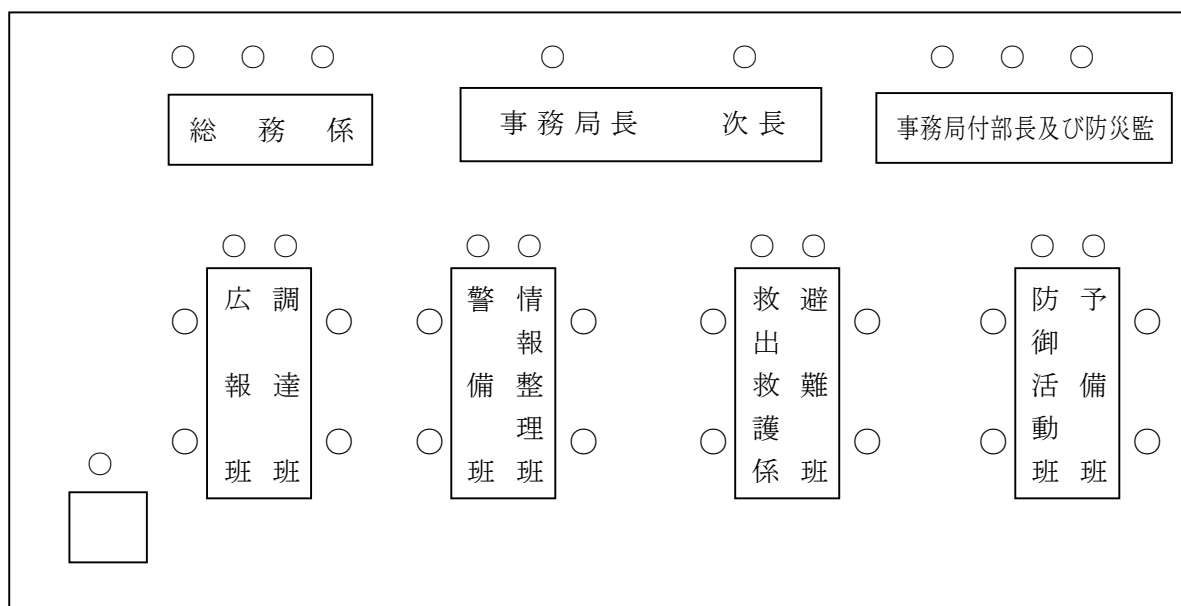 総務係
事務局長 次長
事務局付部長及び防災監
調達班
広報班
情報整理班
警備班
避難班
救出救護係
予備班
防御活動班